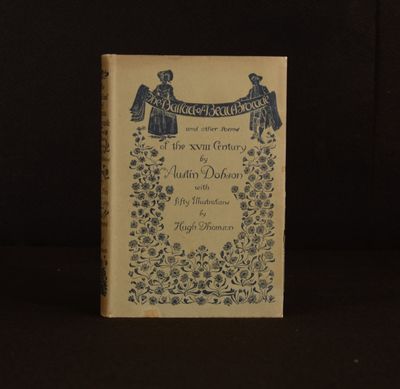 The Ballad of A Beau Brocade
and other Poems
of the XVIII Century
by
Austin Dobson
with
fifty Illustrations
by
Hugh Thomson